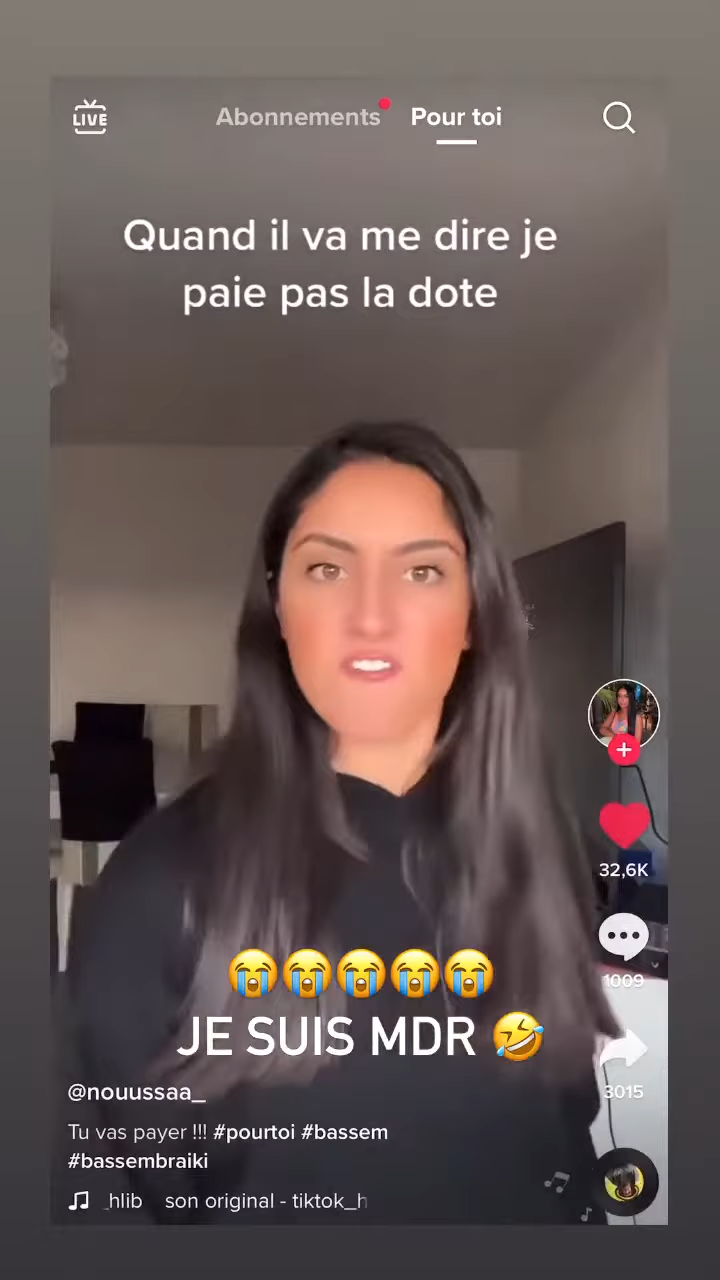 LIVE
Abonnements Pour toi
Quand il va me dire je
paie pas la dote
32,6K
1009
😭😭😭😭😭
JE SUIS MDR 🤣
3015
@nouussaa_
Tu vas payer !!! #pourtoi #bassem
#bassembraiki
_hlib son original - tiktok_h